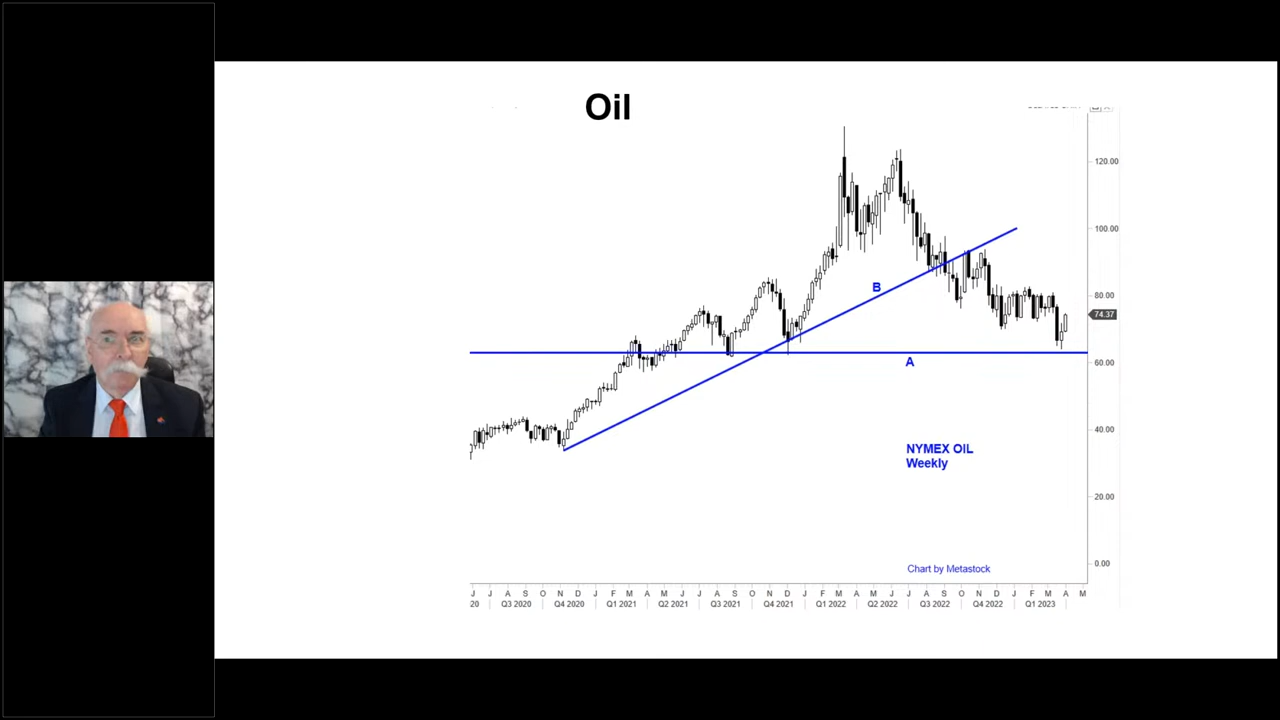 Oil
120.00
100.00
80.00
74.37
60.00
40.00
20.00
0.00
B
A
NYMEX OIL
Weekly
Chart by Metastock
J J A S O N D J F M A M J J A S O N D J F M A M J J A S O N D J F M A M
20 Q3 2020 Q4 2020 Q1 2021 Q2 2021 Q3 2021 Q4 2021 Q1 2022 Q2 2022 Q3 2022 Q4 2022 Q1 2023